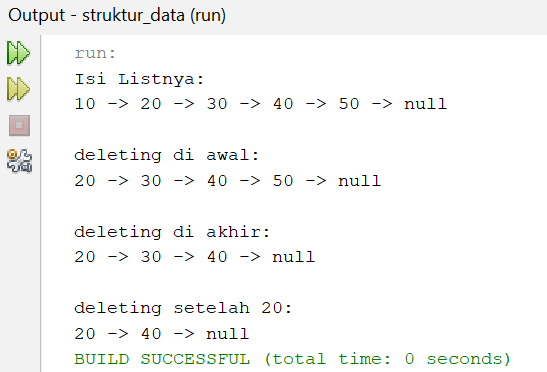 Output - struktur_data (run)
run:
Isi Listnya:
10 -> 20 -> 30 -> 40 -> 50 -> null
deleting di awal:
20 -> 30 -> 40 -> 50 -> null
deleting di akhir:
20 -> 30 -> 40 -> null
deleting setelah 20:
20 -> 40 -> null
BUILD SUCCESSFUL (total time: 0 seconds)